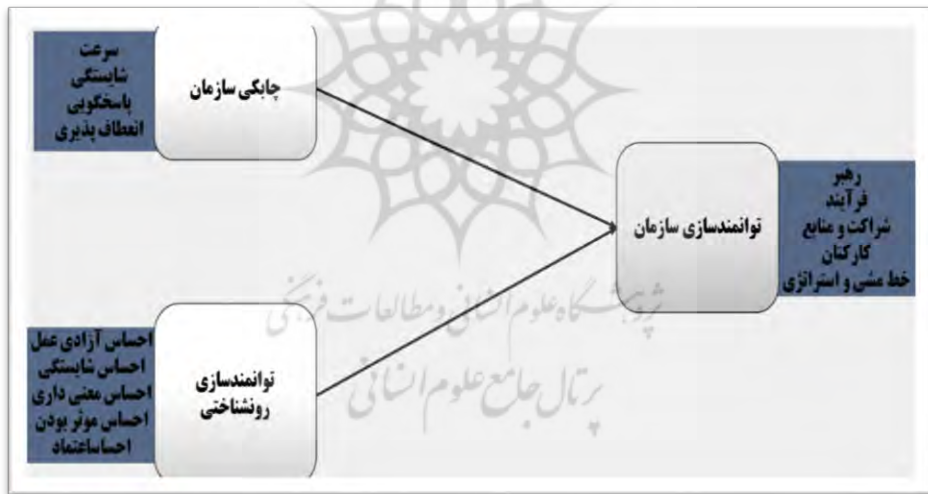 سرعت
شایستگی
پاسخگویی
انعطاف پذیری
چابکی سازمان
رهبر
فرآیند
شراکت و منابع
کارکنان
خط مشی و استراتژی
توانمندسازی سازمان
پژوهشگاه علوم انسانی و مطالعات فرهنگی
پرتال جامع علوم انسانی
احساس آزادی عمل
احساس شایستگی
احساس معنی داری
احساس موثر بودن
احساساعتماد
توانمندسازی
رونشناختی